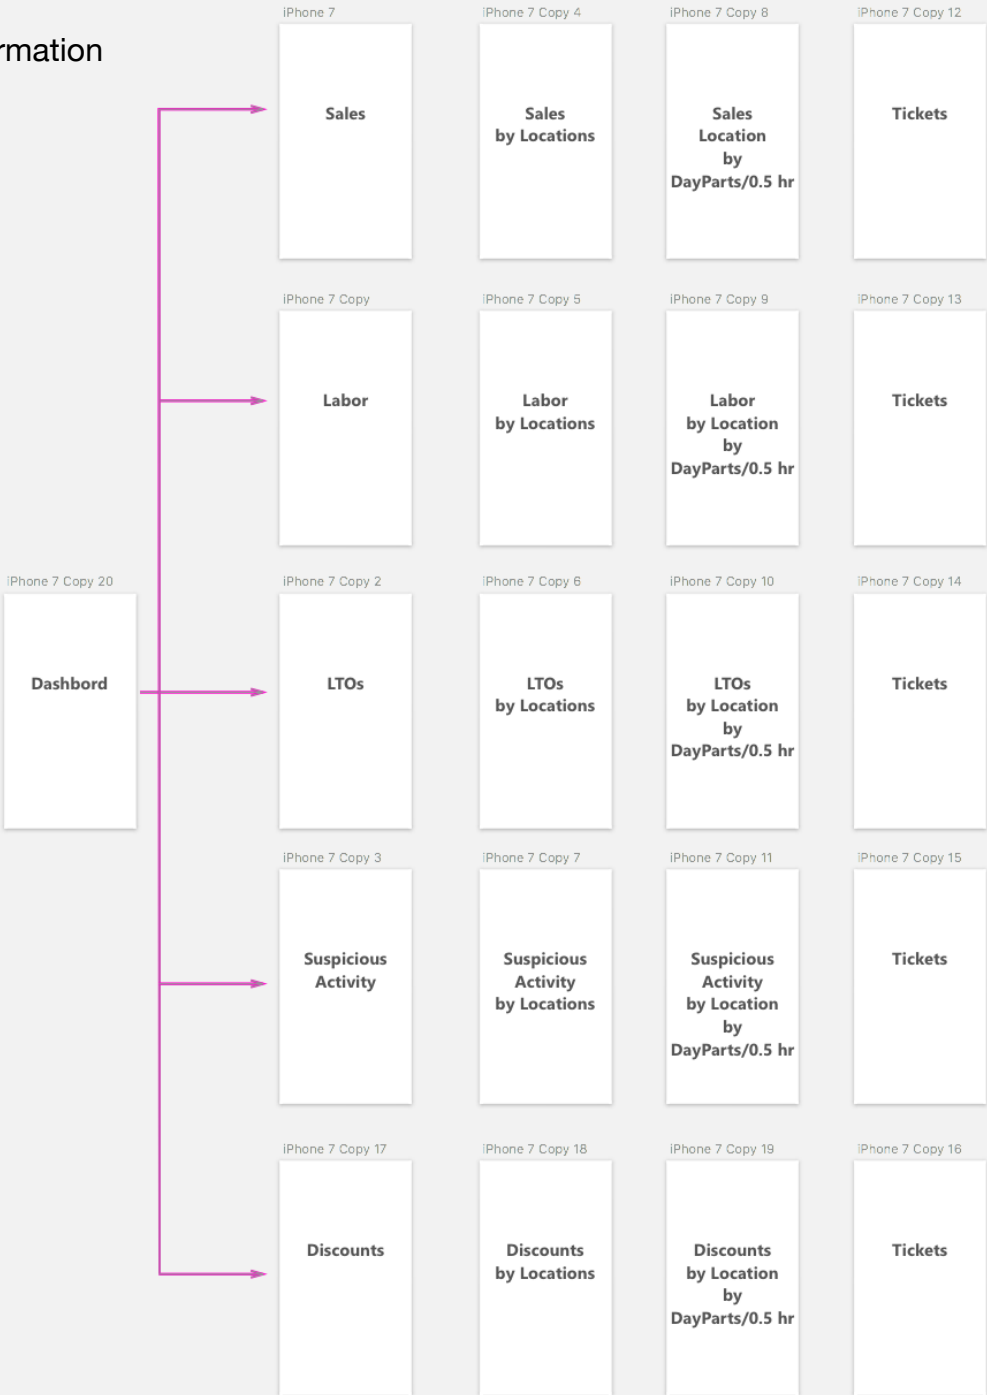 rmation
iPhone 7
iPhone 7 Copy 4
iPhone 7 Copy 8
iPhone 7 Copy 12
Sales
Sales
by Locations
Sales
Location
by
DayParts/0.5 hr
Tickets
iPhone 7 Copy
iPhone 7 Copy 5
iPhone 7 Copy 9
iPhone 7 Copy 13
Labor
Labor
by Locations
Labor
by Location
by
DayParts/0.5 hr
Tickets
iPhone 7 Copy 20
Dashbord
iPhone 7 Copy 2
iPhone 7 Copy 6
iPhone 7 Copy 10
iPhone 7 Copy 14
LTOs
LTOs
by Locations
LTOs
by Location
by
DayParts/0.5 hr
Tickets
iPhone 7 Copy 3
iPhone 7 Copy 7
iPhone 7 Copy 11
iPhone 7 Copy 15
Suspicious
Activity
Suspicious
Activity
by Locations
Suspicious
Activity
by Location
by
DayParts/0.5 hr
Tickets
iPhone 7 Copy 17
iPhone 7 Copy 18
iPhone 7 Copy 19
iPhone 7 Copy 16
Discounts
Discounts
by Locations
Discounts
by Location
by
DayParts/0.5 hr
Tickets